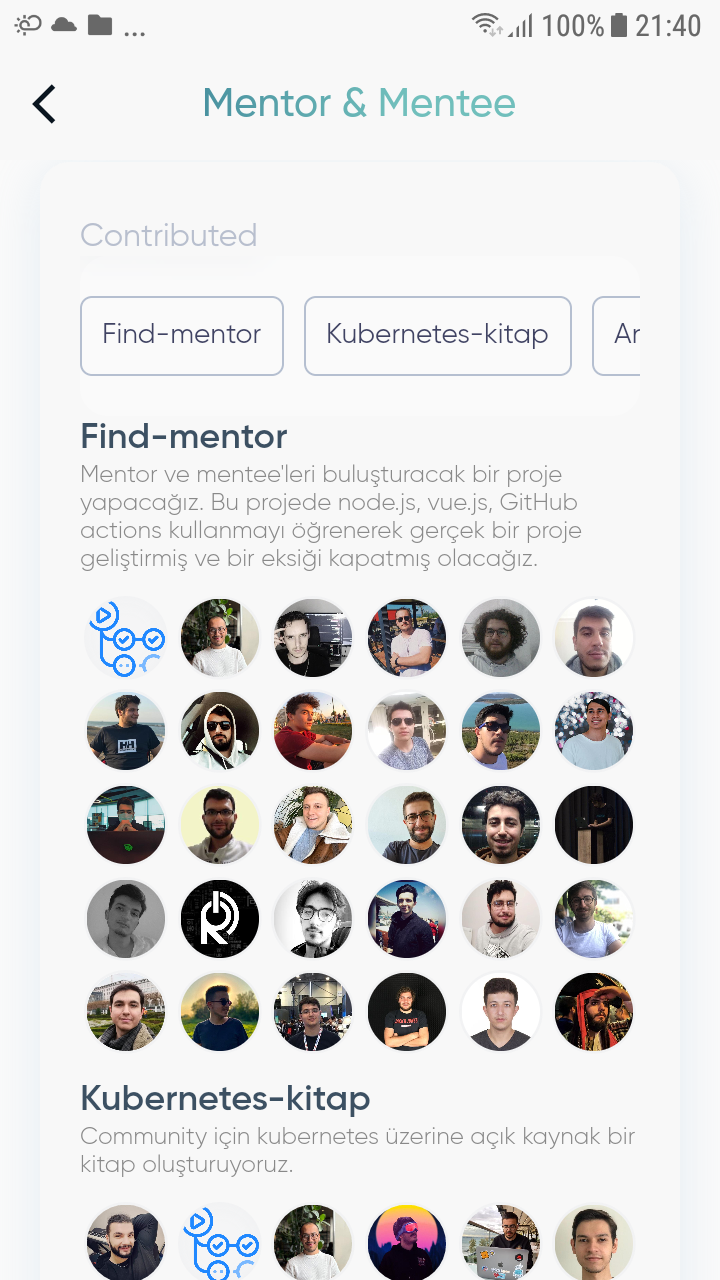 ... 100% 21:40
Mentor & Mentee
Contributed
Find-mentor Kubernetes-kitap Ar
Find-mentor
Mentor ve mentee'leri buluşturacak bir proje
yapacağız. Bu projede node.js, vue.js, GitHub
actions kullanmayı öğrenerek gerçek bir proje
geliştirmiş ve bir eksiği kapatmış olacağız.
Kubernetes-kitap
Community için kubernetes üzerine açık kaynak bir
kitap oluşturuyoruz.